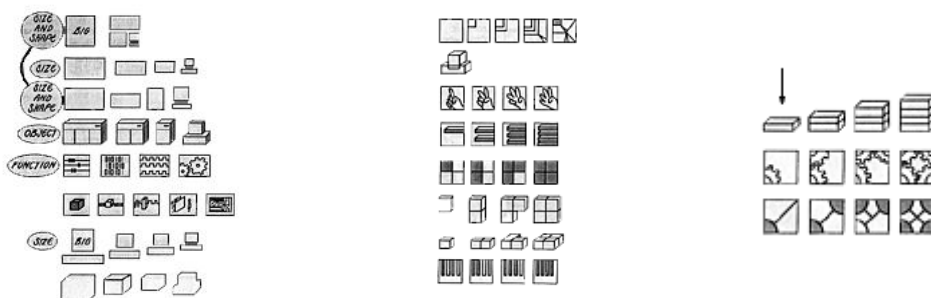 SIZE
AND
SHAPE
BIG
SIZE
SIZE
AND
SHAPE
OBJECT
FUNCTION
SIZE
BIG